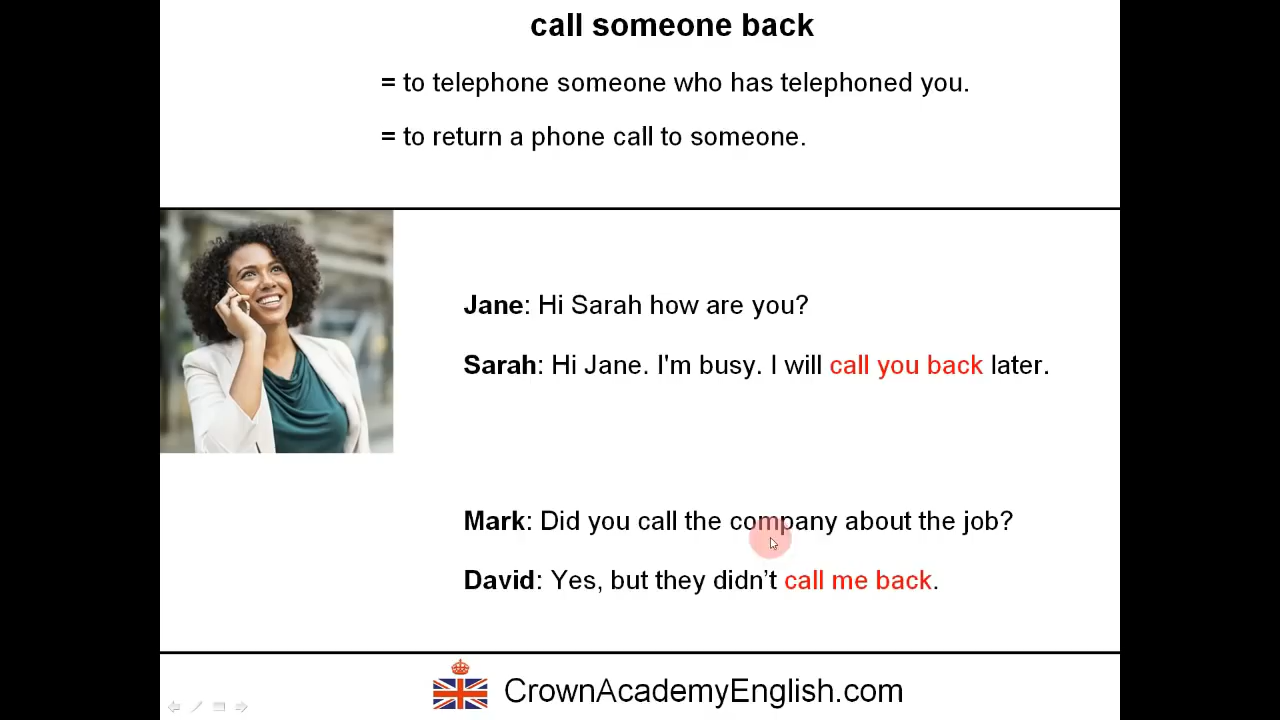 call someone back
= to telephone someone who has telephoned you.
= to return a phone call to someone.
Jane: Hi Sarah how are you?
Sarah: Hi Jane. I'm busy. I will call you back later.
Mark: Did you call the company about the job?
David: Yes, but they didn’t call me back.
CrownAcademyEnglish.com